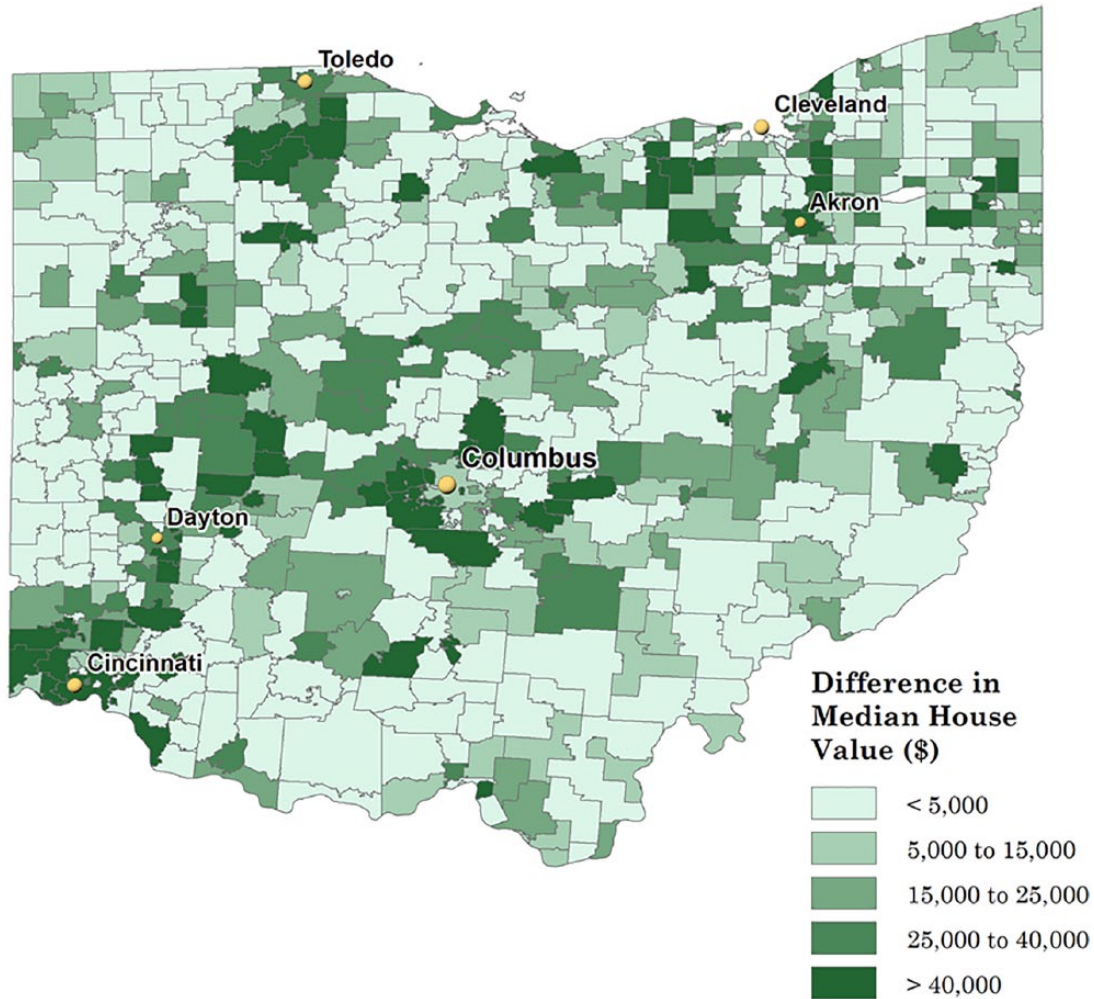 Toledo
Cleveland
Akron
Columbus
Dayton
Cincinnati
Difference in
Median House
Value ($)
< 5,000
5,000 to 15,000
15,000 to 25,000
25,000 to 40,000
> 40,000